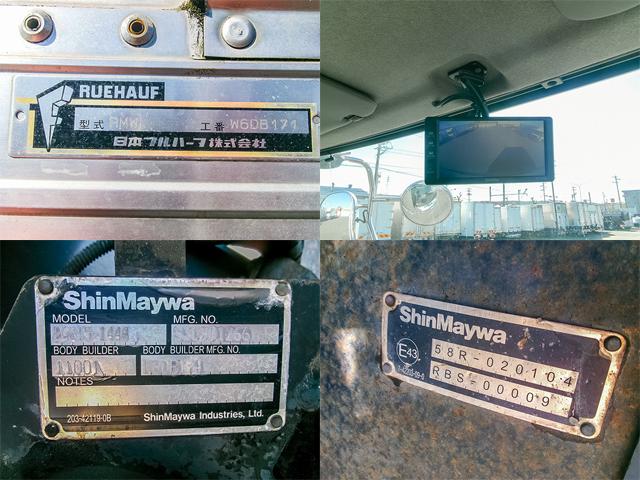 RUEHAUF
型式 RMW 工番 W6DB171
日本フルハーフ株式会社
ShinMaywa
MODEL MFG. NO.
BODY BUILDER BODY BUILDER MFG. NO.
1100A
NOTES
203-42119-0B ShinMaywa Industries, Ltd.
ShinMaywa
E43
58R-020104
RBS-00009